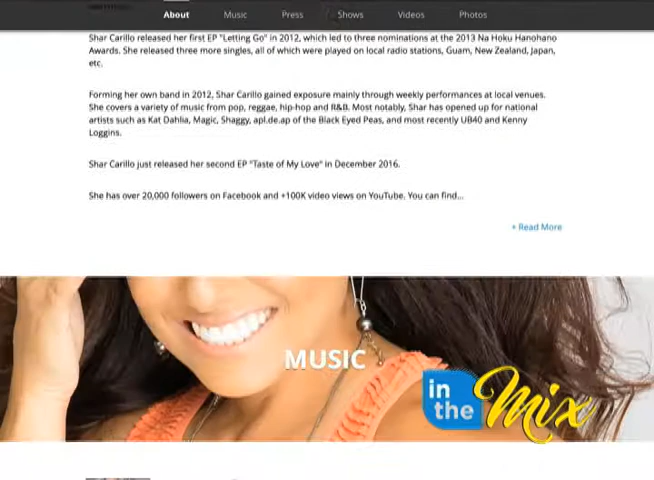 About Music Press Shows Videos Photos
Shar Carillo released her first EP "Letting Go" in 2012, which led to three nominations at the 2013 Na Hoku Hanohano
Awards. She released three more singles, all of which were played on local radio stations, Guam, New Zealand, Japan,
etc.
Forming her own band in 2012, Shar Carillo gained exposure mainly through weekly performances at local venues.
She covers a variety of music from pop, reggae, hip-hop and R&B. Most notably, Shar has opened up for national
artists such as Kat Dahlia, Magic, Shaggy, apl.de.ap of the Black Eyed Peas, and most recently UB40 and Kenny
Loggins.
Shar Carillo just released her second EP "Taste of My Love" in December 2016.
She has over 20,000 followers on Facebook and +100K video views on YouTube. You can find...
+ Read More
MUSIC
in
the
Mix